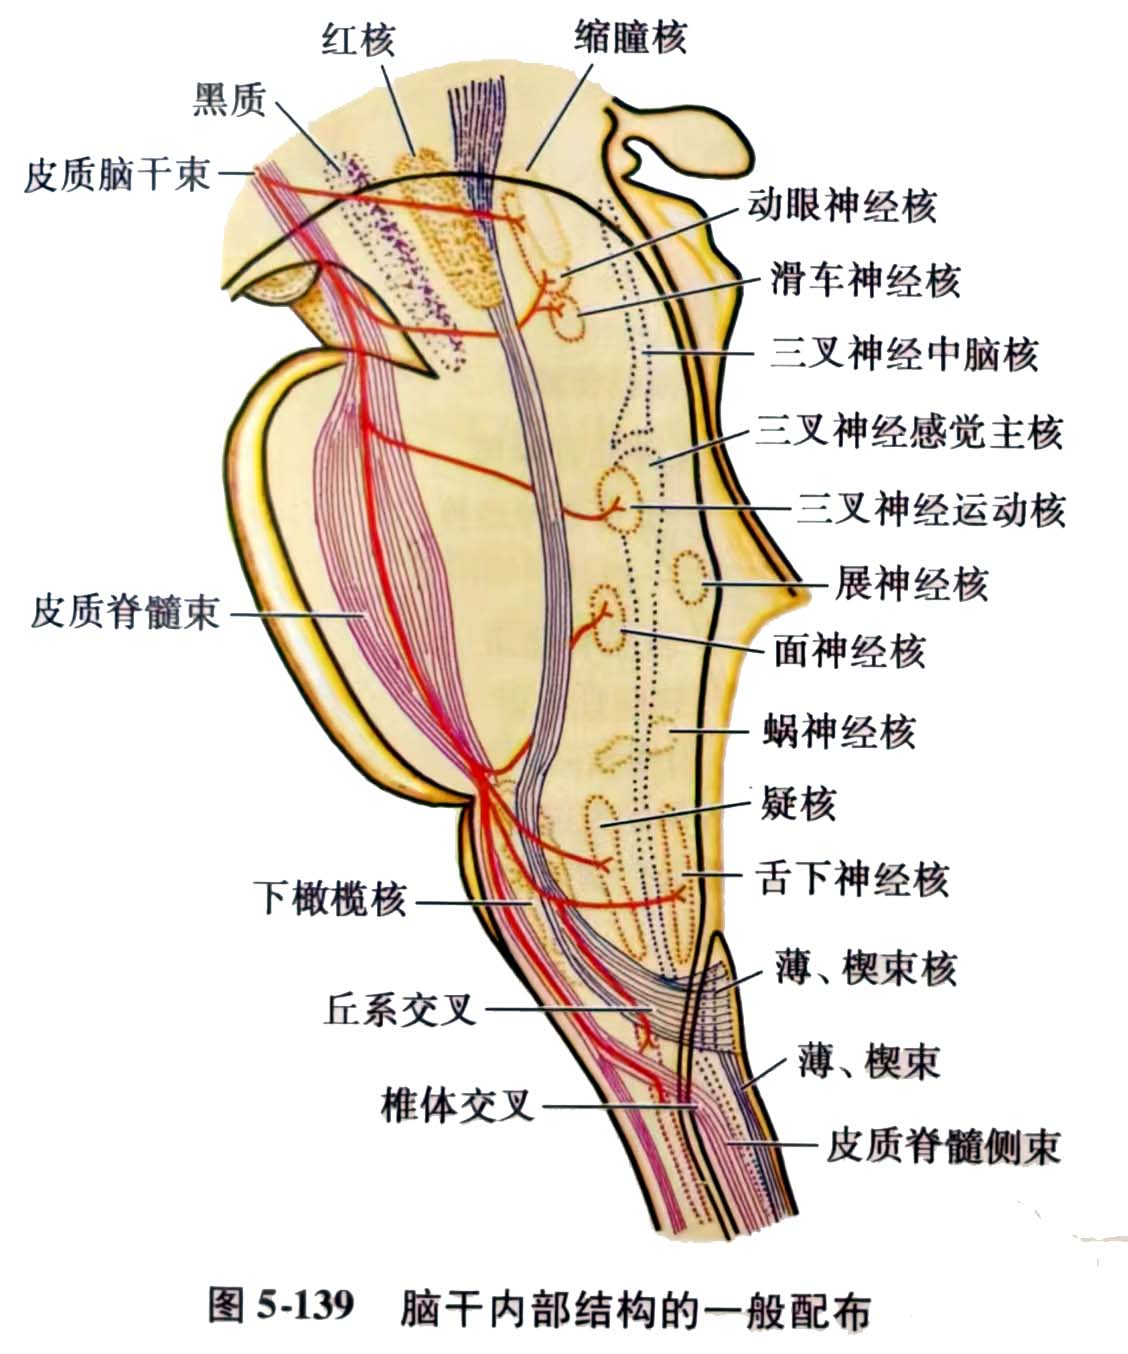 红核
缩瞳核
黑质
皮质脑干束
动眼神经核
滑车神经核
三叉神经中脑核
三叉神经感觉主核
三叉神经运动核
展神经核
皮质脊髓束
面神经核
蜗神经核
疑核
舌下神经核
下橄榄核
薄、楔束核
丘系交叉
薄、楔束
椎体交叉
皮质脊髓侧束
图 5-139 脑干内部结构的一般配布